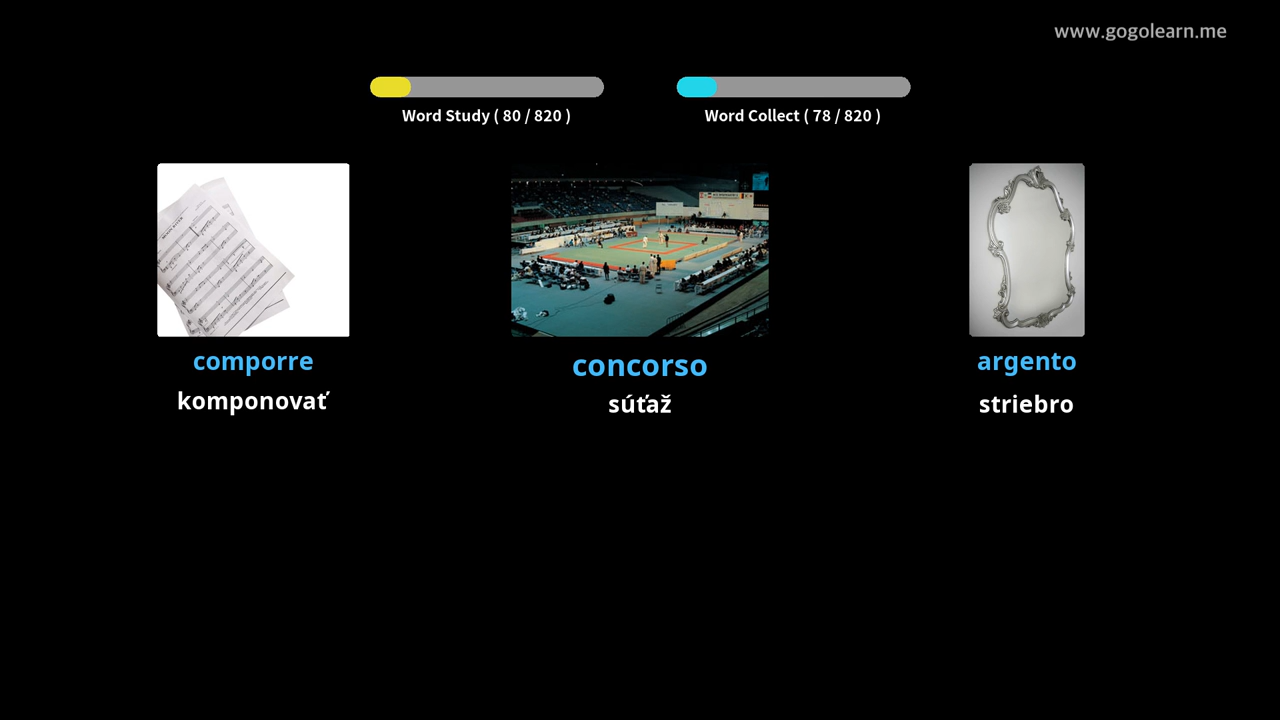 www.gogolearn.me
Word Study ( 80 / 820 )
Word Collect ( 78 / 820 )
comporre
komponovať
concorso
súťaž
argento
striebro